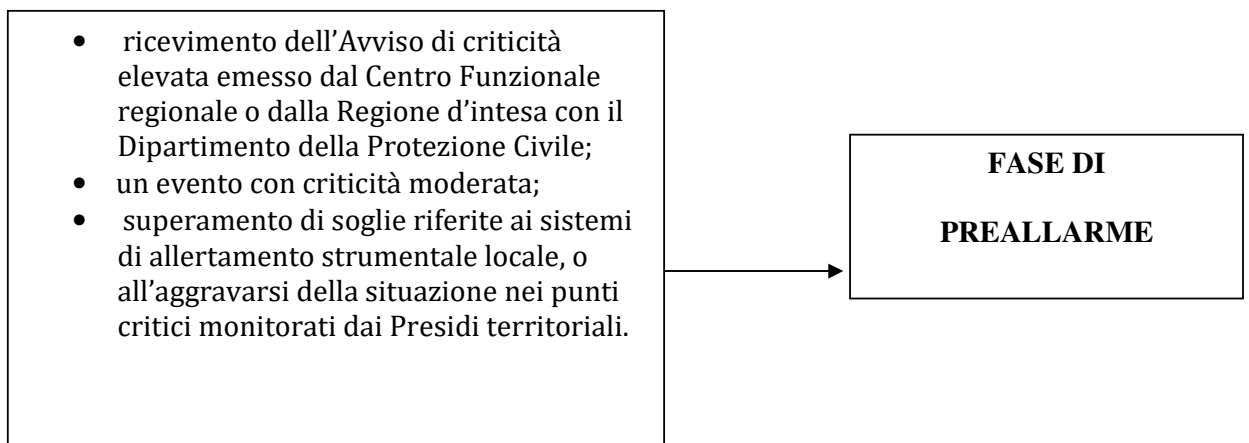 • ricevimento dell’Avviso di criticità
elevata emesso dal Centro Funzionale
regionale o dalla Regione d’intesa con il
Dipartimento della Protezione Civile;
• un evento con criticità moderata;
• superamento di soglie riferite ai sistemi
di allertamento strumentale locale, o
all’aggravarsi della situazione nei punti
critici monitorati dai Presidi territoriali.
FASE DI
PREALLARME